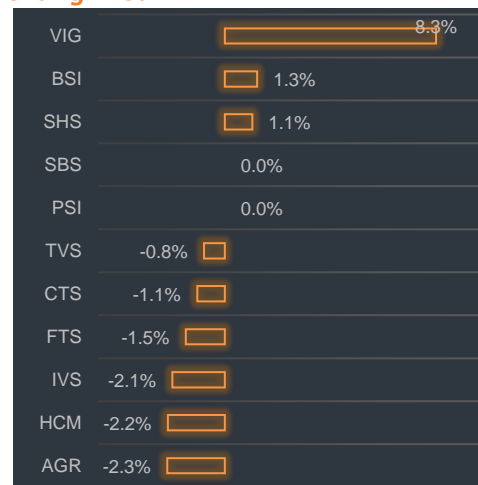 VIG 8.3%
BSI 1.3%
SHS 1.1%
SBS 0.0%
PSI 0.0%
TVS -0.8%
CTS -1.1%
FTS -1.5%
IVS -2.1%
HCM -2.2%
AGR -2.3%